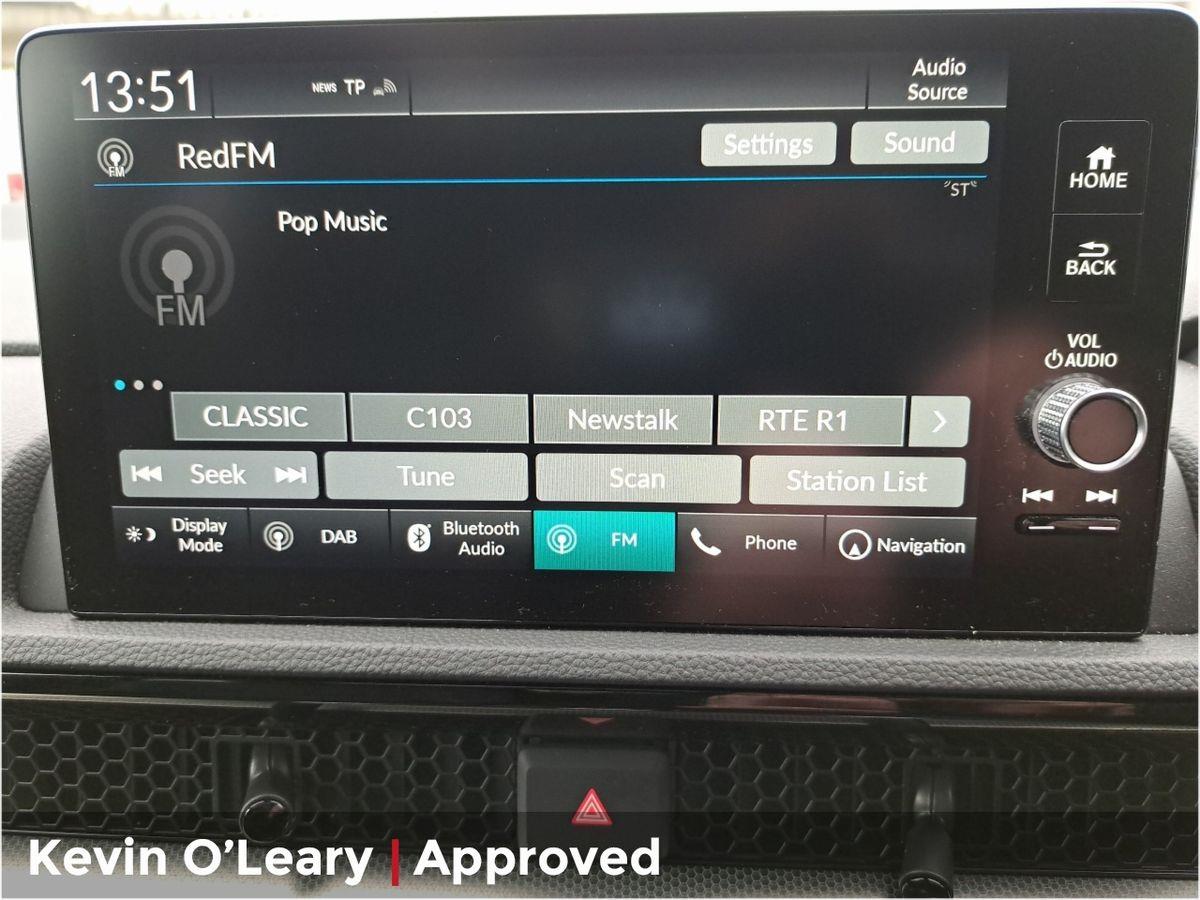 13:51
NEWS TP
Audio
Source
FM
RedFM
Settings
Sound
"ST"
HOME
Pop Music
FM
BACK
VOL
AUDIO
CLASSIC
C103
Newstalk
RTE R1
Seek
Tune
Scan
Station List
Display
Mode
DAB
Bluetooth
Audio
FM
Phone
Navigation
Kevin O'Leary | Approved